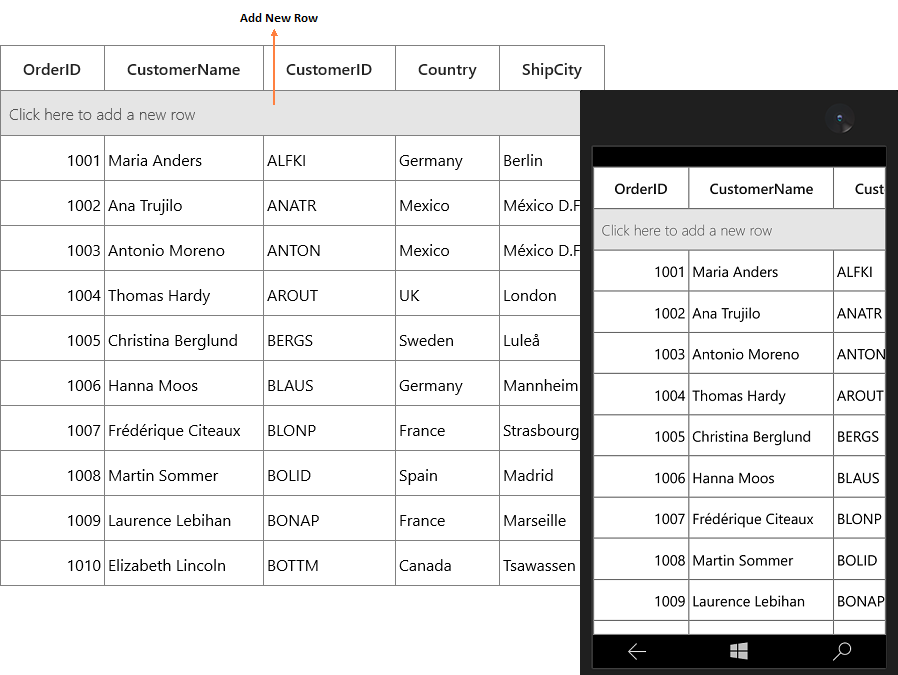 Add New Row
OrderID CustomerName CustomerID Country ShipCity
Click here to add a new row
1001 Maria Anders ALFKI Germany Berlin
1002 Ana Trujilo ANATR Mexico México D.F
1003 Antonio Moreno ANTON Mexico México D.F
1004 Thomas Hardy AROUT UK London
1005 Christina Berglund BERGS Sweden Luleå
1006 Hanna Moos BLAUS Germany Mannheim
1007 Frédérique Citeaux BLONP France Strasbourg
1008 Martin Sommer BOLID Spain Madrid
1009 Laurence Lebihan BONAP France Marseille
1010 Elizabeth Lincoln BOTTM Canada Tsawassen
OrderID CustomerName Cust
Click here to add a new row
1001 Maria Anders ALFKI
1002 Ana Trujilo ANATR
1003 Antonio Moreno ANTON
1004 Thomas Hardy AROUT
1005 Christina Berglund BERGS
1006 Hanna Moos BLAUS
1007 Frédérique Citeaux BLONP
1008 Martin Sommer BOLID
1009 Laurence Lebihan BONAP